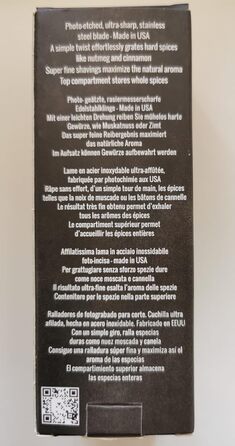 Photo-etched, ultra-sharp, stainless
steel blade - Made in USA
A simple twist effortlessly grates hard spices
like nutmeg and cinnamon
Super fine shavings maximize the natural aroma
Top compartment stores whole spices
Photo- geätzte, rasiermesserscharfe
Edelstahlklinge - Made in USA
Mit einer leichten Drehung reiben Sie mühelos harte
Gewürze, wie Muskatnuss oder Zimt
Das super feine Reibergebnis maximiert
das natürliche Aroma
Im Aufsatz können Gewürze aufbewahrt werden
Lame en acier inoxydable ultra-affûtée,
fabriquée par photochimie aux USA
Râpe sans effort, d'un simple tour de main, les épices
telles que la noix de muscade ou les bâtons de cannelle
Le résultat très fin obtenu permet d'exhaler
tous les arômes des épices
Le compartiment supérieur permet
d'accueillir les épices entières
Affilatissima lama in acciaio inossidabile
foto-incisa - made in USA
Per grattugiare senza sforzo spezie dure
come noce moscata e cannella
Il risultato ultra-fine esalta l'aroma delle spezie
Contenitore per le spezie nella parte superiore
Ralladores de fotograbado para corte. Cuchilla ultra
afilada, hecha en acero inoxidable. Fabricado en EEUU
Con un simple giro, ralla especias
duras como nuez moscada y canela
Consigue una ralladura súper fina y maximiza así el
aroma de las especias
El compartimiento superior almacena
las especias enteras